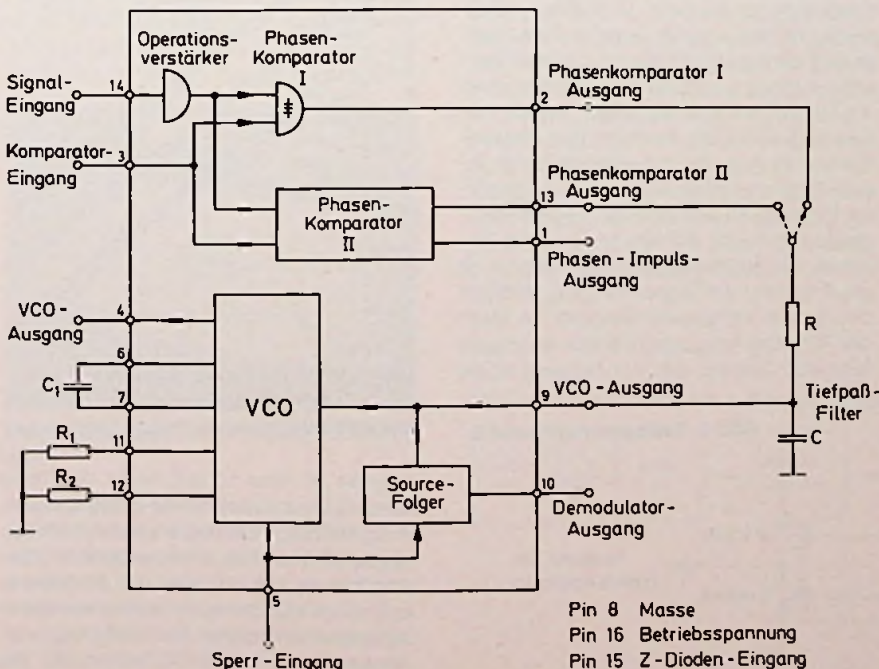 Operations-
verstärker
Phasen-
Komparator
I
Signal-
Eingang
14
Phasenkomparator I
Ausgang
2
Komparator-
Eingang
3
Phasenkomparator II
Ausgang
13
Phasen-
Komparator
II
1
Phasen-Impuls-
Ausgang
VCO-
Ausgang
4
6
C1
7
R1
11
R2
12
VCO
9
VCO-Ausgang
R
Tiefpaß-
Filter
C
Source-
Folger
10
Demodulator-
Ausgang
5
Sperr-Eingang
Pin 8 Masse
Pin 16 Betriebsspannung
Pin 15 Z-Dioden-Eingang